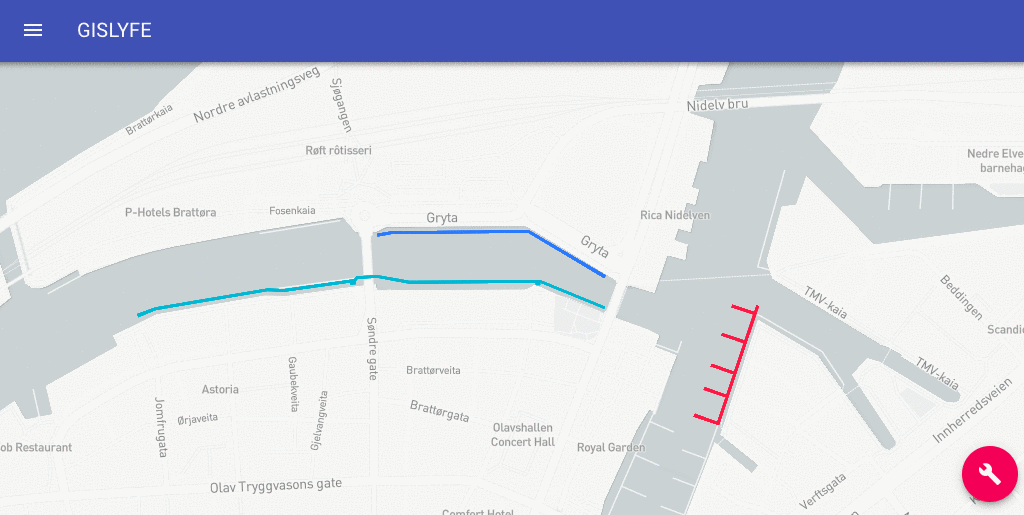 GISLYFE
Nordre avlastningsveg
Sjøgangen
Brattørkaia
Nidelv bru
Røft rôtisseri
Nedre Elve
barneha
P-Hotels Brattøra
Fosenkaia
Gryta
Rica Nidelven
Gryta
Beddingen
TMV-kaia
Søndre gate
Scandi
Gaubekveita
Brattørveita
TMV-kaia
Astoria
Jomfrugata
Ørjaveita
Gjelvangveita
Brattørgata
Innherredsveien
Olavshallen
Concert Hall
ob Restaurant
Royal Garden
Olav Tryggvasons gate
Verftsgata
Comfort Hotel